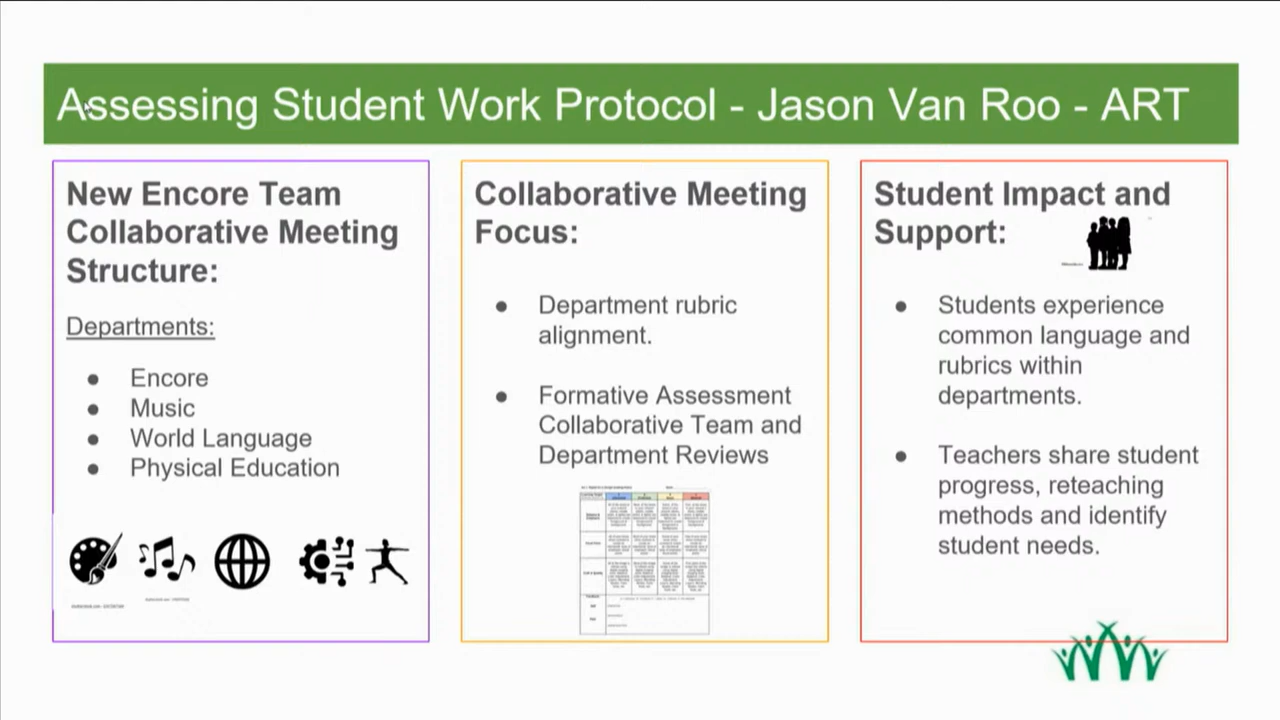 Assessing Student Work Protocol - Jason Van Roo - ART
New Encore Team
Collaborative Meeting
Structure:
Departments:
● Encore
● Music
● World Language
● Physical Education
Collaborative Meeting
Focus:
● Department rubric
alignment.
● Formative Assessment
Collaborative Team and
Department Reviews
Student Impact and
Support:
● Students experience
common language and
rubrics within
departments.
● Teachers share student
progress, reteaching
methods and identify
student needs.